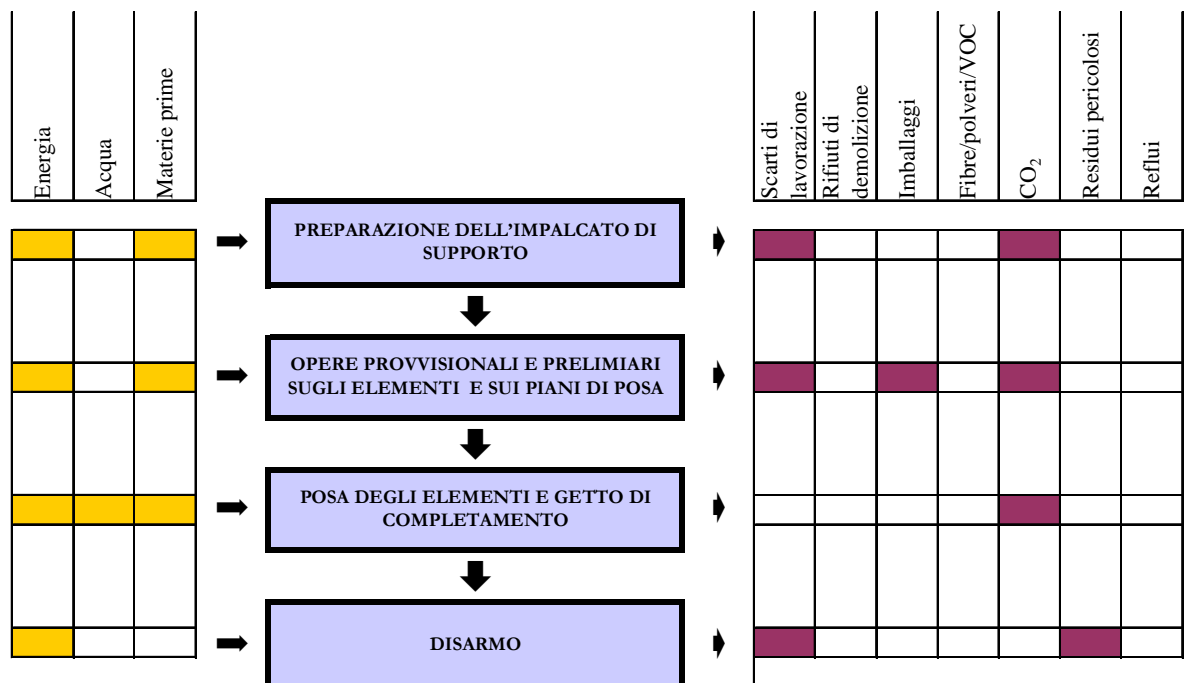 Energia
Acqua
Materie prime
Scarti di
lavorazione
Rifiuti di
demolizione
Imballaggi
Fibre/polveri/VOC
CO₂
Residui pericolosi
Reflui
PREPARAZIONE DELL’IMPALCATO DI
SUPPORTO
OPERE PROVVISIONALI E PRELIMIARI
SUGLI ELEMENTI E SUI PIANI DI POSA
POSA DEGLI ELEMENTI E GETTO DI
COMPLETAMENTO
DISARMO